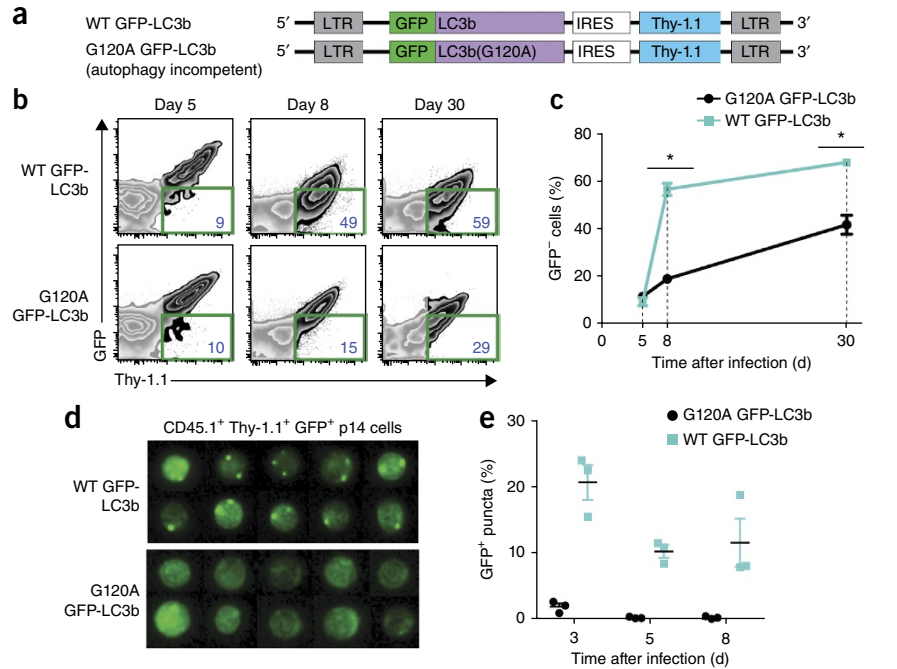 a
WT GFP-LC3b 5′ LTR GFP LC3b IRES Thy-1.1 LTR 3′
G120A GFP-LC3b 5′ LTR GFP LC3b(G120A) IRES Thy-1.1 LTR 3′
(autophagy incompetent)
b
Day 5 Day 8 Day 30
WT GFP-
LC3b
9 49 59
G120A
GFP-LC3b
10 15 29
GFP
Thy-1.1
c
G120A GFP-LC3b
WT GFP-LC3b
* *
GFP⁻ cells (%)
80
60
40
20
0
0 5 8 30
Time after infection (d)
d
CD45.1⁺ Thy-1.1⁺ GFP⁺ p14 cells
WT GFP-
LC3b
G120A
GFP-LC3b
e
G120A GFP-LC3b
WT GFP-LC3b
GFP⁺ puncta (%)
30
20
10
0
3 5 8
Time after infection (d)